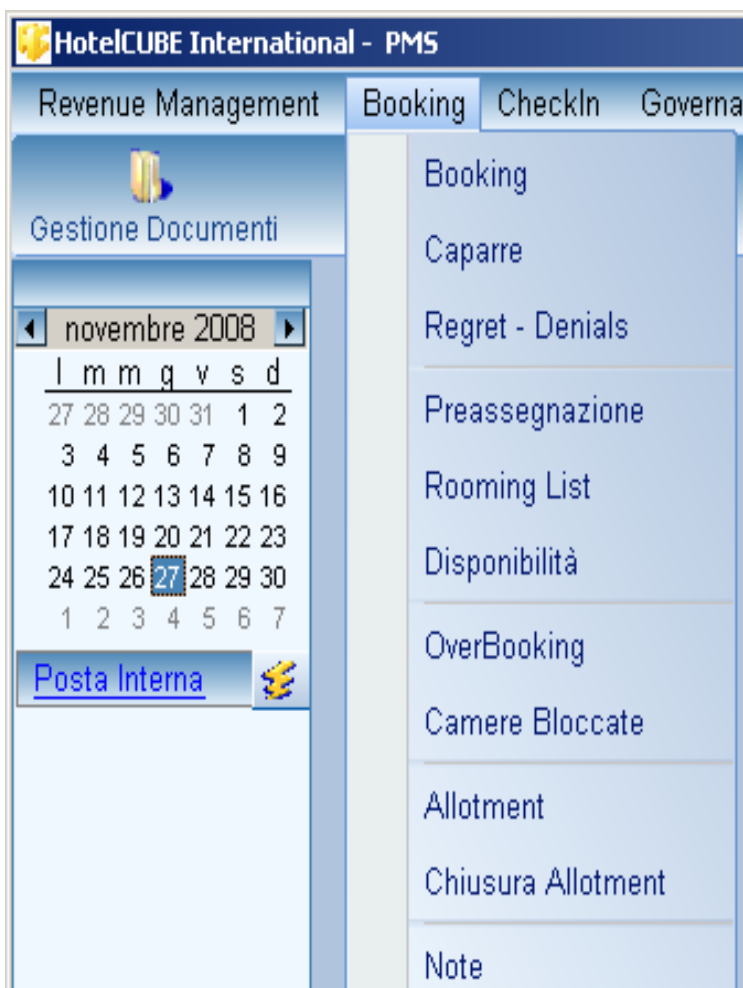 HotelCUBE International - PMS
Revenue Management Booking CheckIn Governa
Gestione Documenti
novembre 2008
l m m g v s d
27 28 29 30 31 1 2
3 4 5 6 7 8 9
10 11 12 13 14 15 16
17 18 19 20 21 22 23
24 25 26 27 28 29 30
1 2 3 4 5 6 7
Posta Interna
Booking
Caparre
Regret - Denials
Preassegnazione
Rooming List
Disponibilità
OverBooking
Camere Bloccate
Allotment
Chiusura Allotment
Note